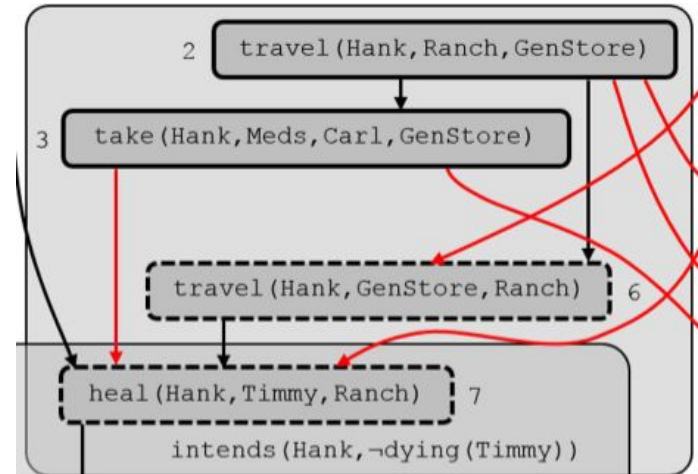 2 travel(Hank,Ranch,GenStore)
3 take(Hank,Meds,Carl,GenStore)
travel(Hank,GenStore,Ranch) 6
heal(Hank,Timmy,Ranch) 7
intends(Hank,¬dying(Timmy))